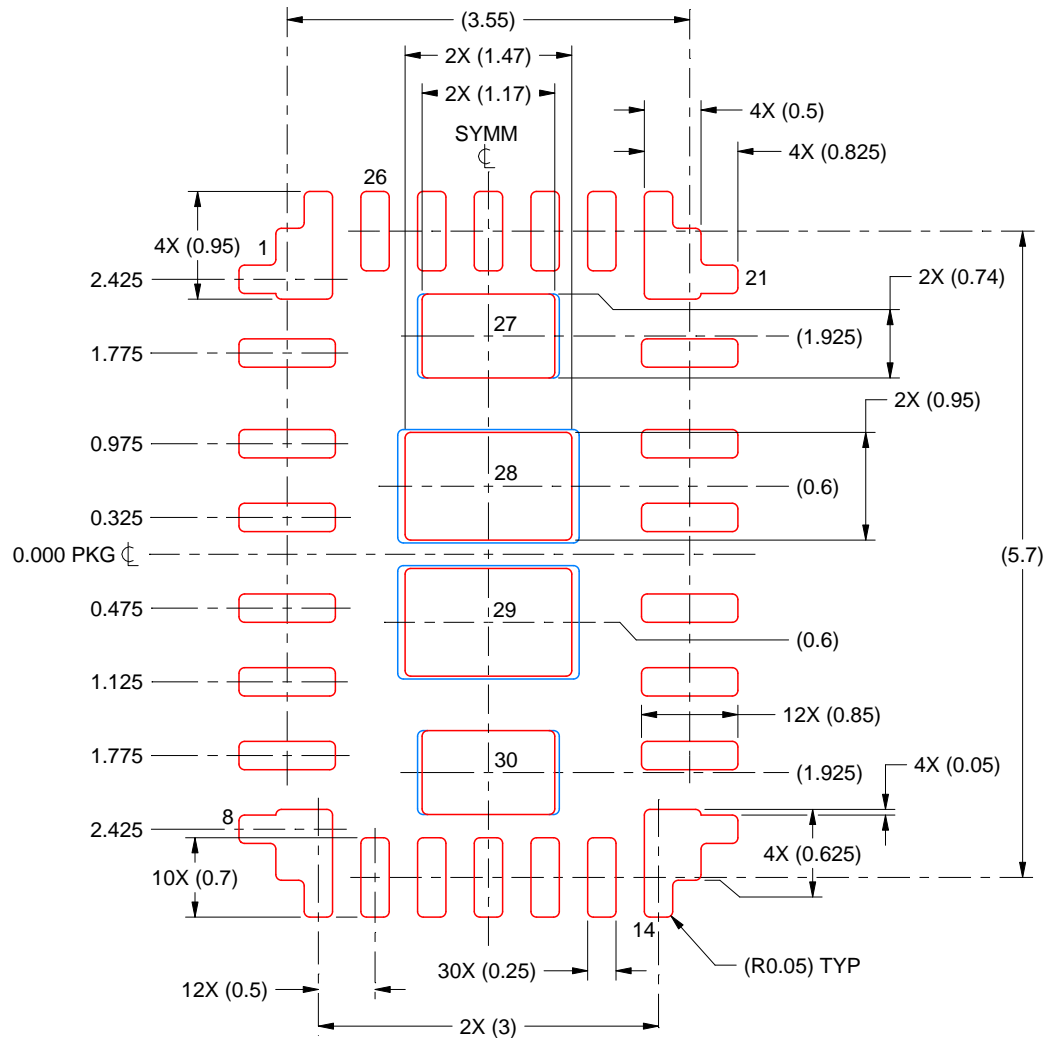 (3.55)
2X (1.47)
2X (1.17)
SYMM
℄
4X (0.5)
4X (0.825)
26
4X (0.95)
1
21
2.425
2X (0.74)
27
(1.925)
1.775
2X (0.95)
0.975
28
(0.6)
0.325
0.000 PKG ℄
(5.7)
0.475
29
(0.6)
1.125
12X (0.85)
1.775
30
(1.925)
4X (0.05)
2.425
8
4X (0.625)
10X (0.7)
14
30X (0.25)
(R0.05) TYP
12X (0.5)
2X (3)